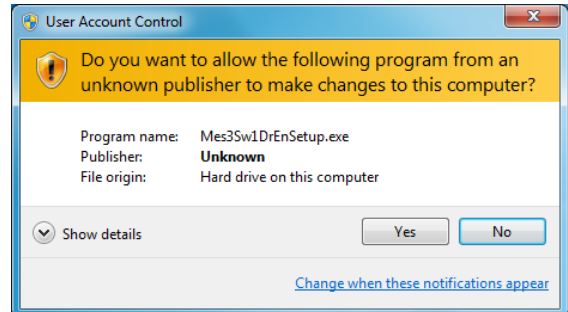 User Account Control
Do you want to allow the following program from an
unknown publisher to make changes to this computer?
Program name: Mes3Sw1DrEnSetup.exe
Publisher: Unknown
File origin: Hard drive on this computer
Show details
Yes
No
Change when these notifications appear